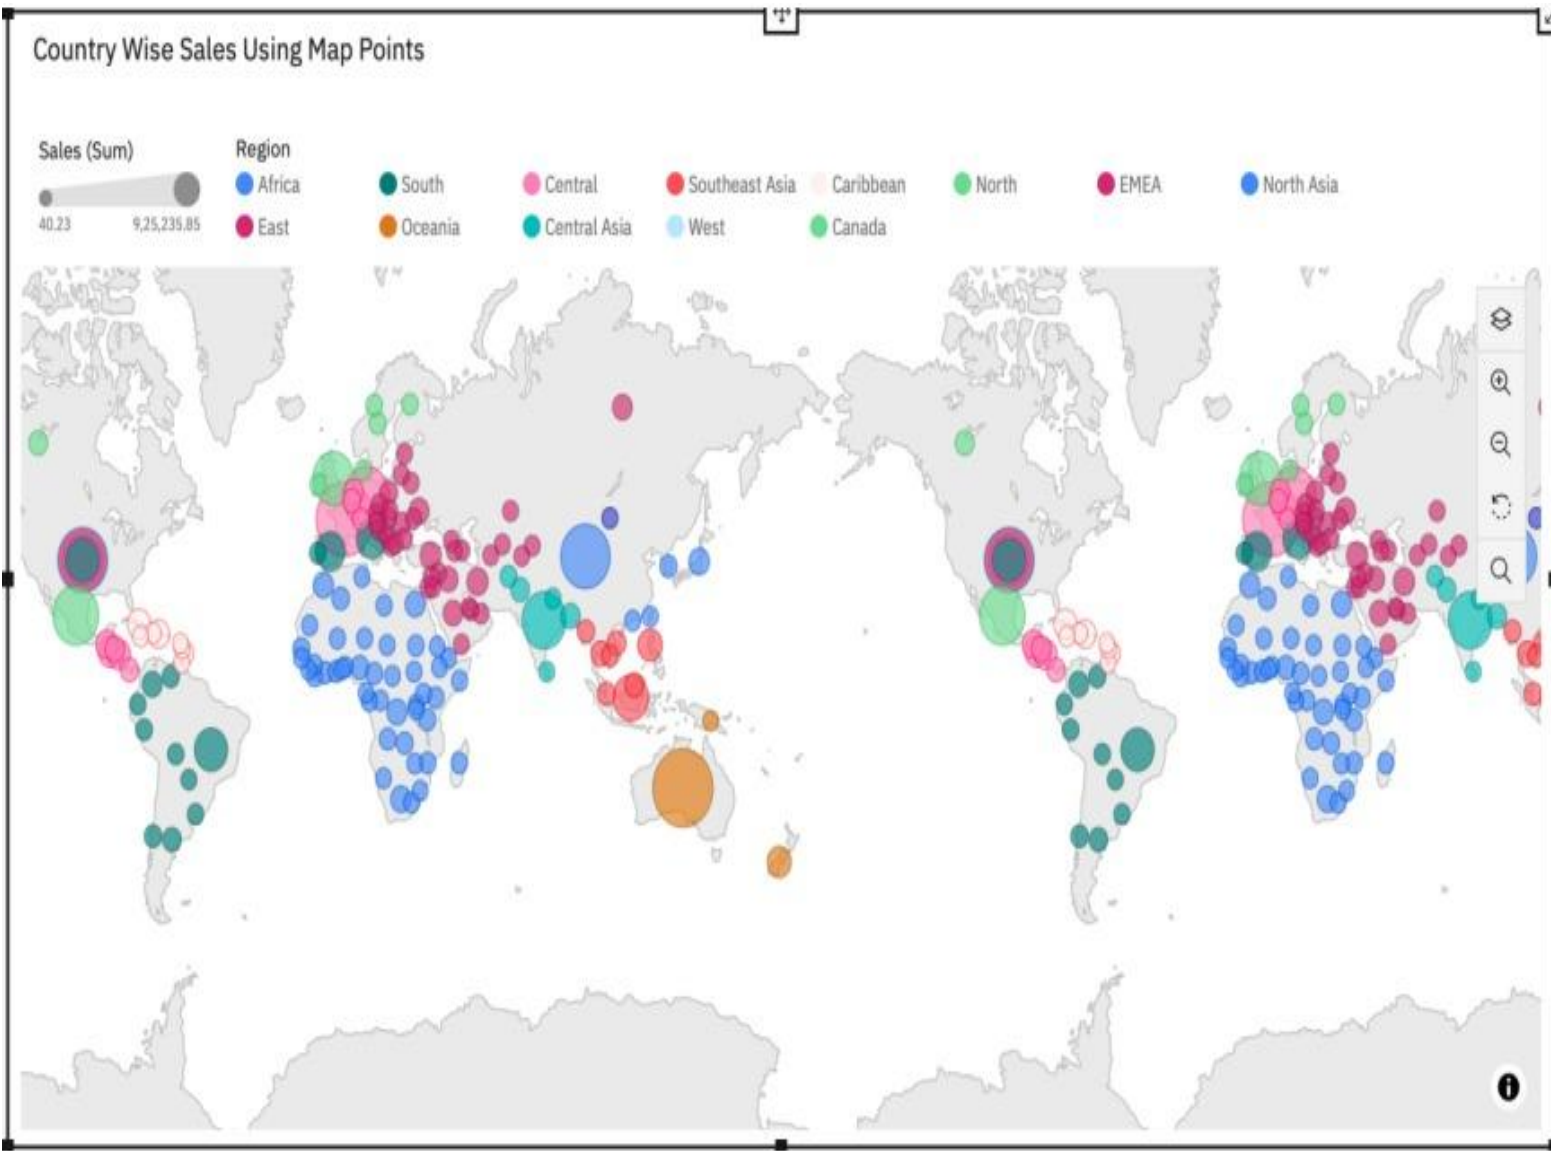 Country Wise Sales Using Map Points
Sales (Sum)
40.23 9,25,235.85
Region
Africa South Central Southeast Asia Caribbean North EMEA North Asia
East Oceania Central Asia West Canada